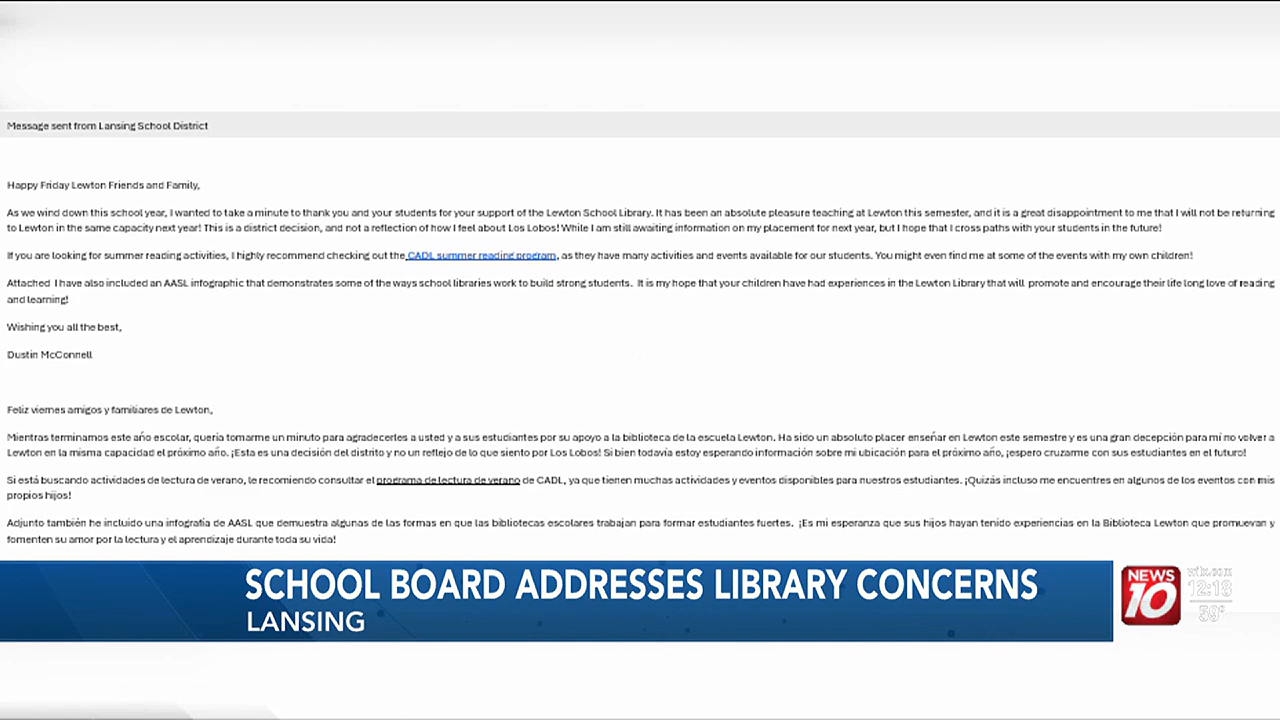 Message sent from Lansing School District
Happy Friday Lewton Friends and Family,
As we wind down this school year, I wanted to take a minute to thank you and your students for your support of the Lewton School Library. It has been an absolute pleasure teaching at Lewton this semester, and it is a great disappointment to me that I will not be returning
to Lewton in the same capacity next year! This is a district decision, and not a reflection of how I feel about Los Lobos! While I am still awaiting information on my placement for next year, but I hope that I cross paths with your students in the future!
If you are looking for summer reading activities, I highly recommend checking out the CADL summer reading program, as they have many activities and events available for our students. You might even find me at some of the events with my own children!
Attached I have also included an AASL infographic that demonstrates some of the ways school libraries work to build strong students. It is my hope that your children have had experiences in the Lewton Library that will promote and encourage their life long love of reading
and learning!
Wishing you all the best,
Dustin McConnell
Feliz viernes amigos y familiares de Lewton,
Mientras terminamos este año escolar, quería tomarme un minuto para agradecerles a usted y a sus estudiantes por su apoyo a la biblioteca de la escuela Lewton. Ha sido un absoluto placer enseñar en Lewton este semestre y es una gran decepción para mí no volver a
Lewton en la misma capacidad el próximo año. ¡Esta es una decisión del distrito y no un reflejo de lo que siento por Los Lobos! Si bien todavía estoy esperando información sobre mi ubicación para el próximo año, ¡espero cruzarme con sus estudiantes en el futuro!
Si está buscando actividades de lectura de verano, le recomiendo consultar el programa de lectura de verano de CADL, ya que tienen muchas actividades y eventos disponibles para nuestros estudiantes. ¡Quizás incluso me encuentres en algunos de los eventos con mis
propios hijos!
Adjunto también he incluido una infografía de AASL que demuestra algunas de las formas en que las bibliotecas escolares trabajan para formar estudiantes fuertes. ¡Es mi esperanza que sus hijos hayan tenido experiencias en la Biblioteca Lewton que promuevan y
fomenten su amor por la lectura y el aprendizaje durante toda su vida!
SCHOOL BOARD ADDRESSES LIBRARY CONCERNS
LANSING
NEWS
10
wilx.com
12:18
59°